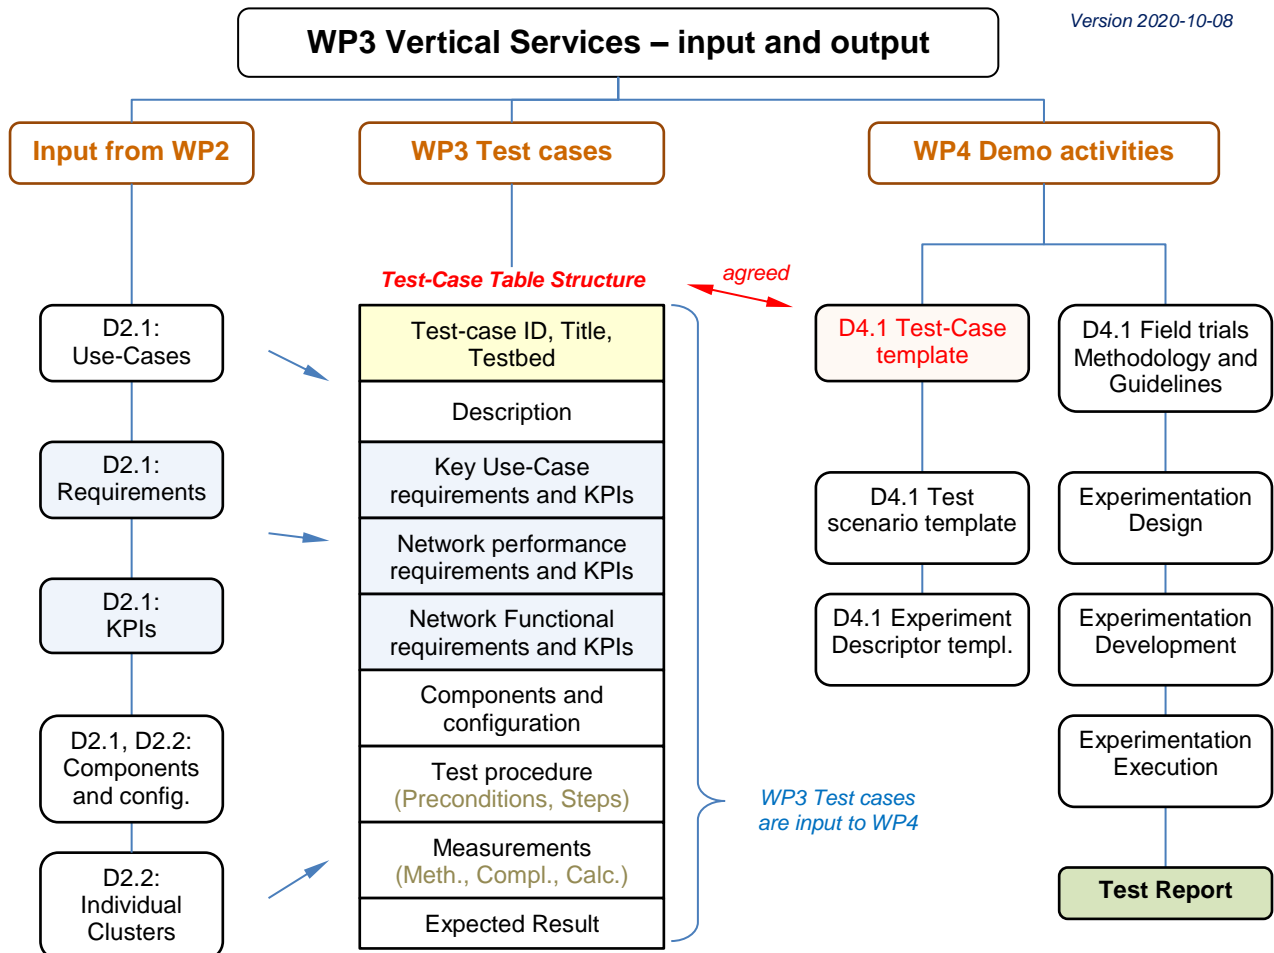 Version 2020-10-08
WP3 Vertical Services – input and output
Input from WP2
WP3 Test cases
WP4 Demo activities
D2.1:
Use-Cases
D2.1:
Requirements
D2.1:
KPIs
D2.1, D2.2:
Components
and config.
D2.2:
Individual
Clusters
Test-Case Table Structure
agreed
Test-case ID, Title,
Testbed
Description
Key Use-Case
requirements and KPIs
Network performance
requirements and KPIs
Network Functional
requirements and KPIs
Components and
configuration
Test procedure
(Preconditions, Steps)
Measurements
(Meth., Compl., Calc.)
Expected Result
WP3 Test cases
are input to WP4
D4.1 Test-Case
template
D4.1 Test
scenario template
D4.1 Experiment
Descriptor templ.
D4.1 Field trials
Methodology and
Guidelines
Experimentation
Design
Experimentation
Development
Experimentation
Execution
Test Report